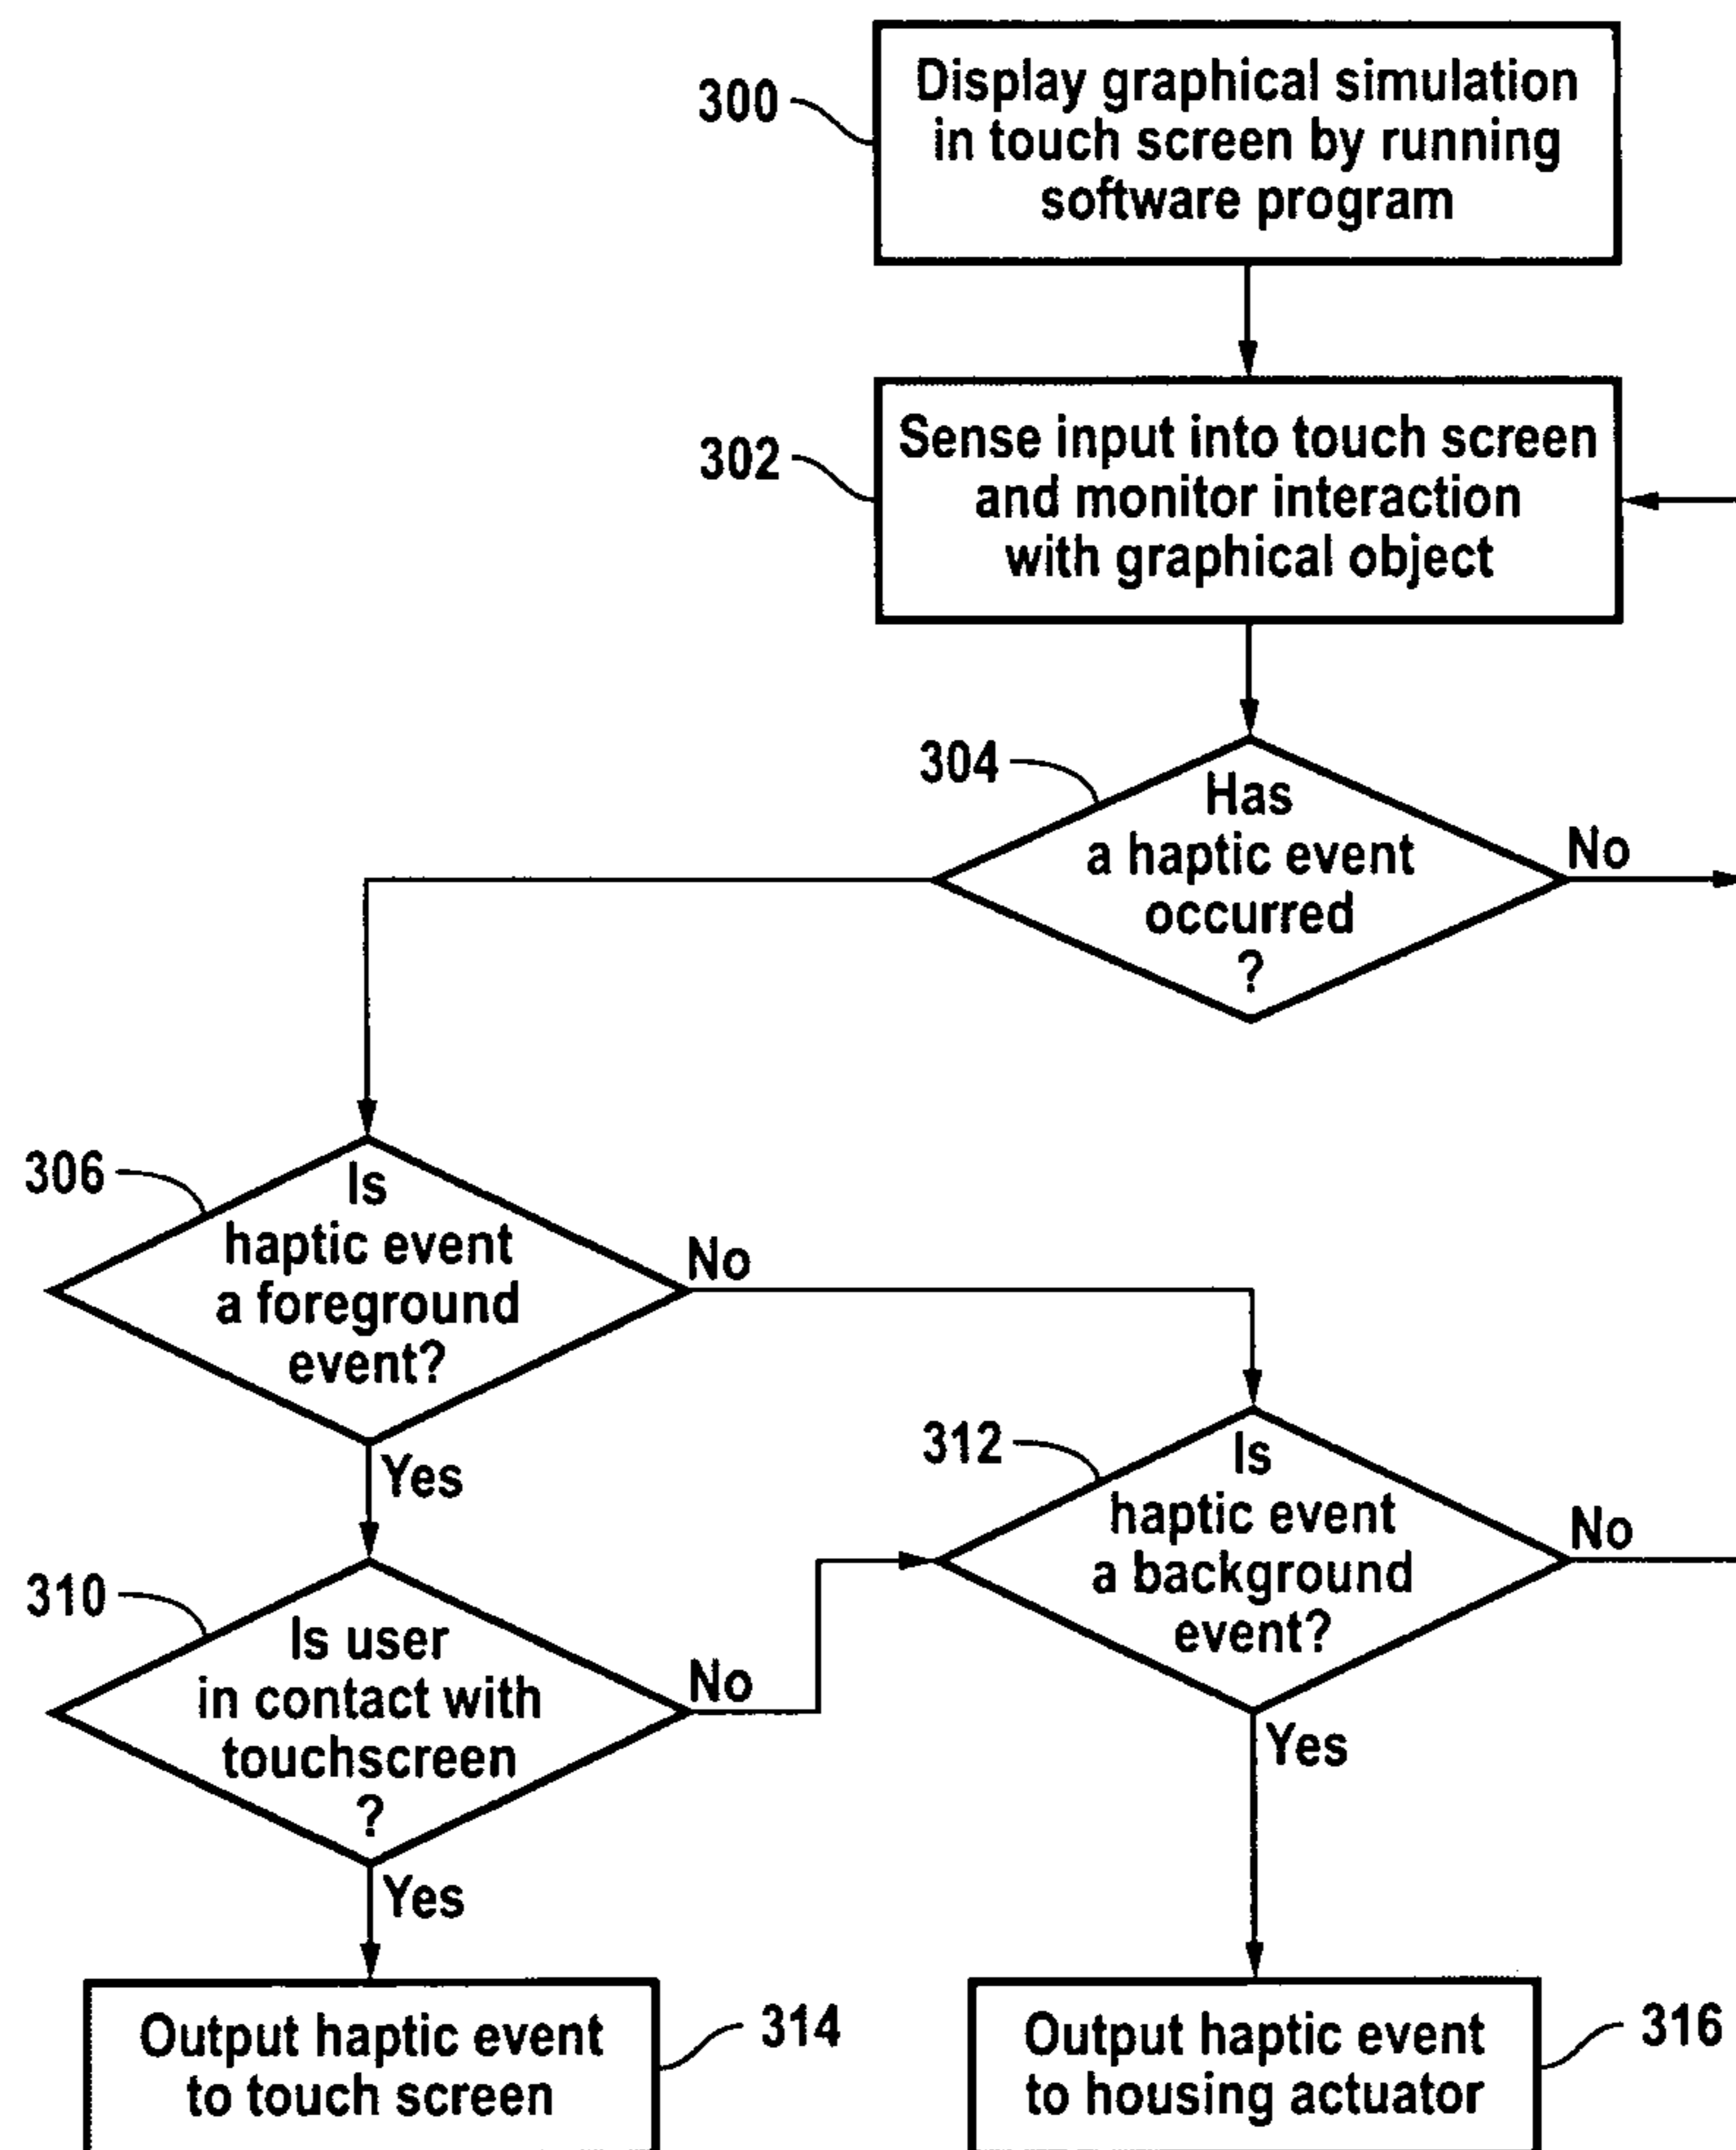 300
Display graphical simulation
in touch screen by running
software program
302
Sense input into touch screen
and monitor interaction
with graphical object
304
Has
a haptic event
occurred
?
No
306
Is
haptic event
a foreground
event?
No
Yes
312
Is
haptic event
a background
event?
No
Yes
310
Is user
in contact with
touchscreen
?
No
Yes
Output haptic event
to touch screen
314
Output haptic event
to housing actuator
316